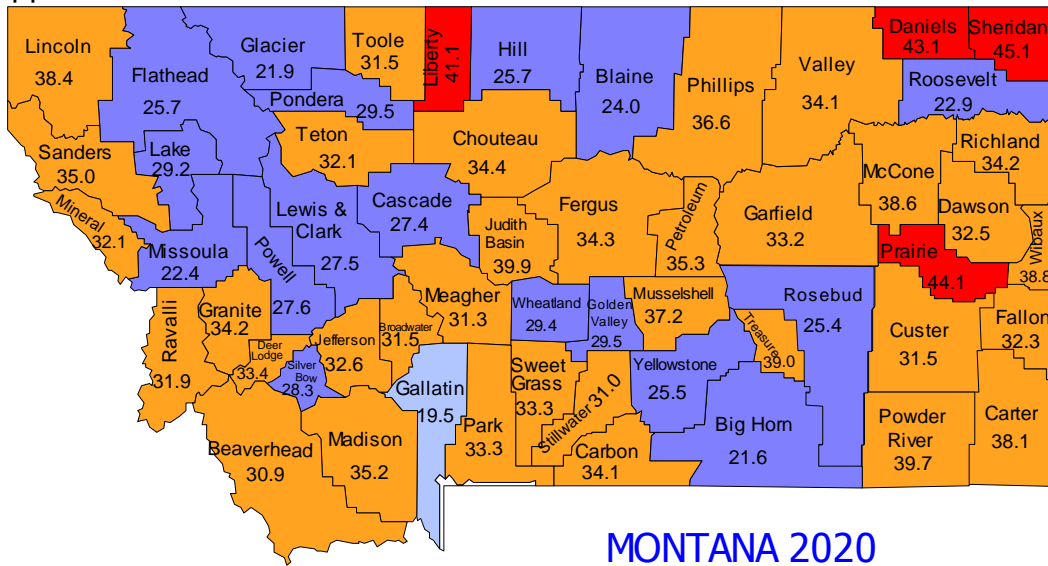 Lincoln
38.4
Flathead
25.7
Glacier
21.9
Toole
31.5
Liberty
41.1
Hill
25.7
Blaine
24.0
Phillips
36.6
Valley
34.1
Daniels
43.1
Sheridan
45.1
Roosevelt
22.9
Pondera
29.5
Teton
32.1
Chouteau
34.4
Richland
34.2
Sanders
35.0
Lake
29.2
McCone
38.6
Dawson
32.5
Wibaux
38.8
Mineral
32.1
Missoula
22.4
Powell
27.6
Lewis &
Clark
27.5
Cascade
27.4
Judith
Basin
39.9
Fergus
34.3
Petroleum
35.3
Garfield
33.2
Prairie
44.1
Ravalli
31.9
Granite
34.2
Deer
Lodge
33.4
Silver
Bow
28.3
Jefferson
32.6
Broadwater
31.5
Meagher
31.3
Wheatland
29.4
Golden
Valley
29.5
Musselshell
37.2
Treasure
39.0
Rosebud
25.4
Custer
31.5
Fallon
32.3
Beaverhead
30.9
Madison
35.2
Gallatin
19.5
Park
33.3
Sweet
Grass
33.3
Stillwater 31.0
Yellowstone
25.5
Carbon
34.1
Big Horn
21.6
Powder
River
39.7
Carter
38.1
MONTANA 2020